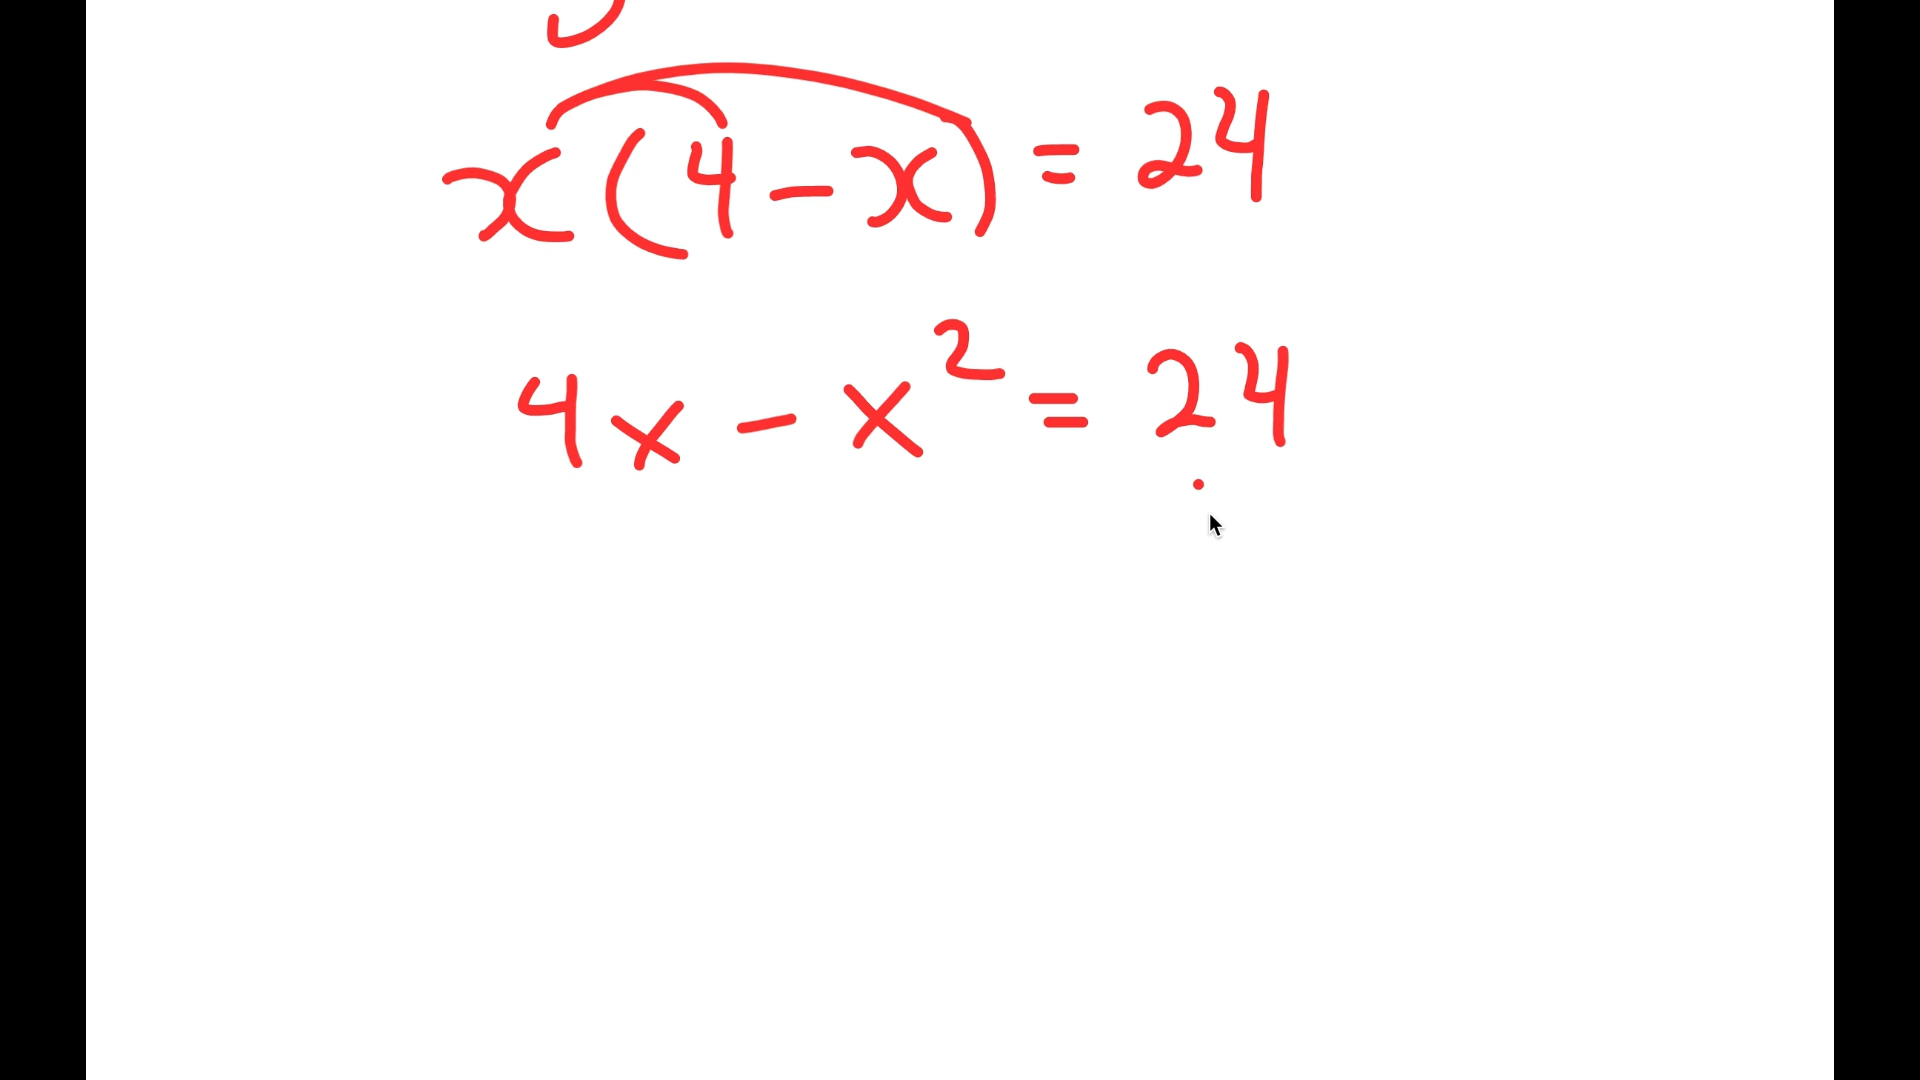 x(4-x) = 24
4x - x² = 24